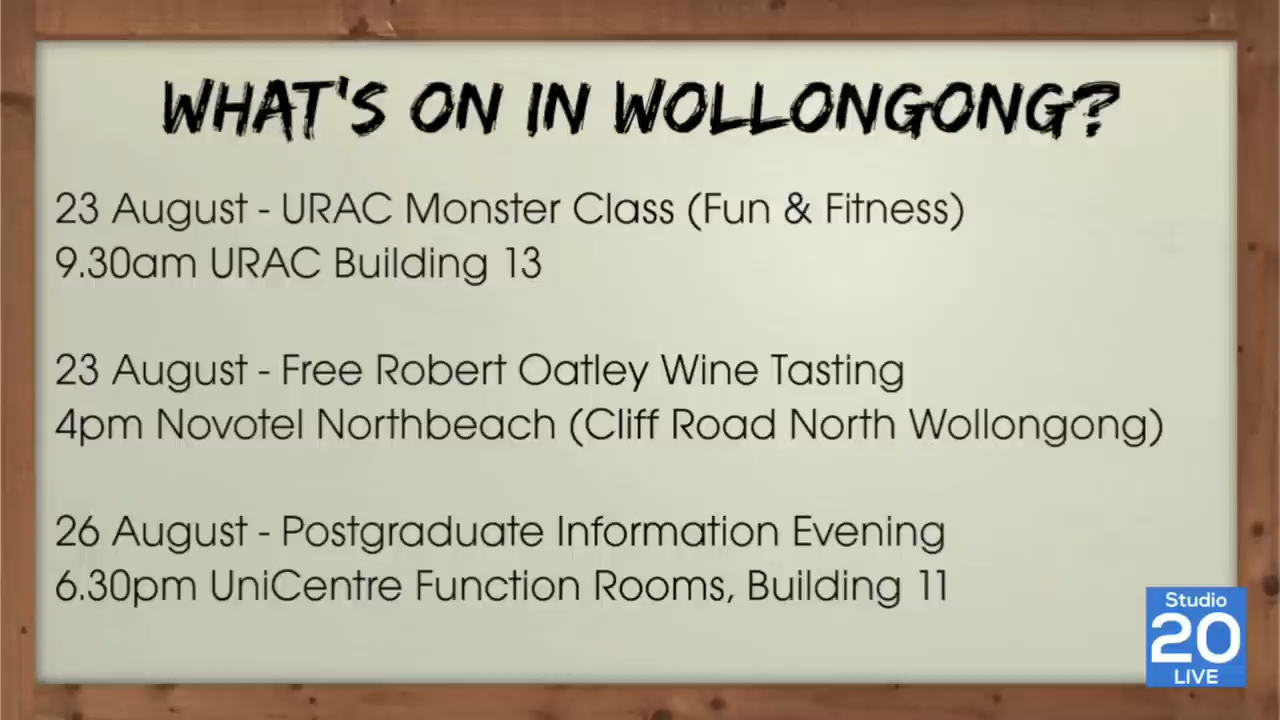 WHAT'S ON IN WOLLONGONG?
23 August - URAC Monster Class (Fun & Fitness)
9.30am URAC Building 13
23 August - Free Robert Oatley Wine Tasting
4pm Novotel Northbeach (Cliff Road North Wollongong)
26 August - Postgraduate Information Evening
6.30pm UniCentre Function Rooms, Building 11
Studio
20
LIVE